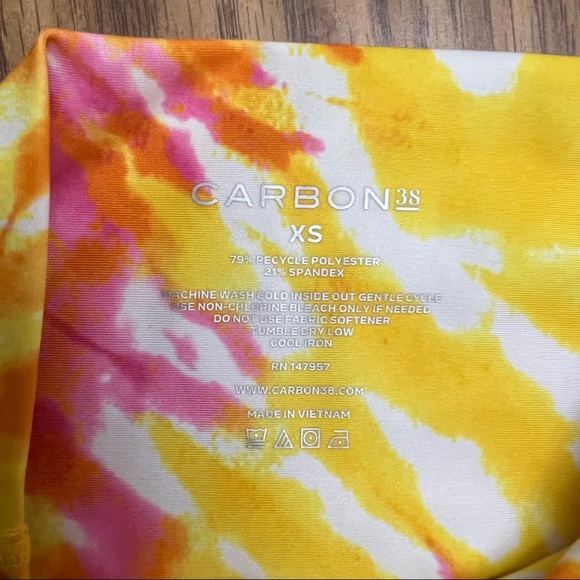 CARBON38
XS
79% RECYCLE POLYESTER
21% SPANDEX
MACHINE WASH COLD INSIDE OUT GENTLE CYCLE
USE NON-CHLORINE BLEACH ONLY IF NEEDED
DO NOT USE FABRIC SOFTENER
TUMBLE DRY LOW
COOL IRON
RN 147957
WWW.CARBON38.COM
MADE IN VIETNAM